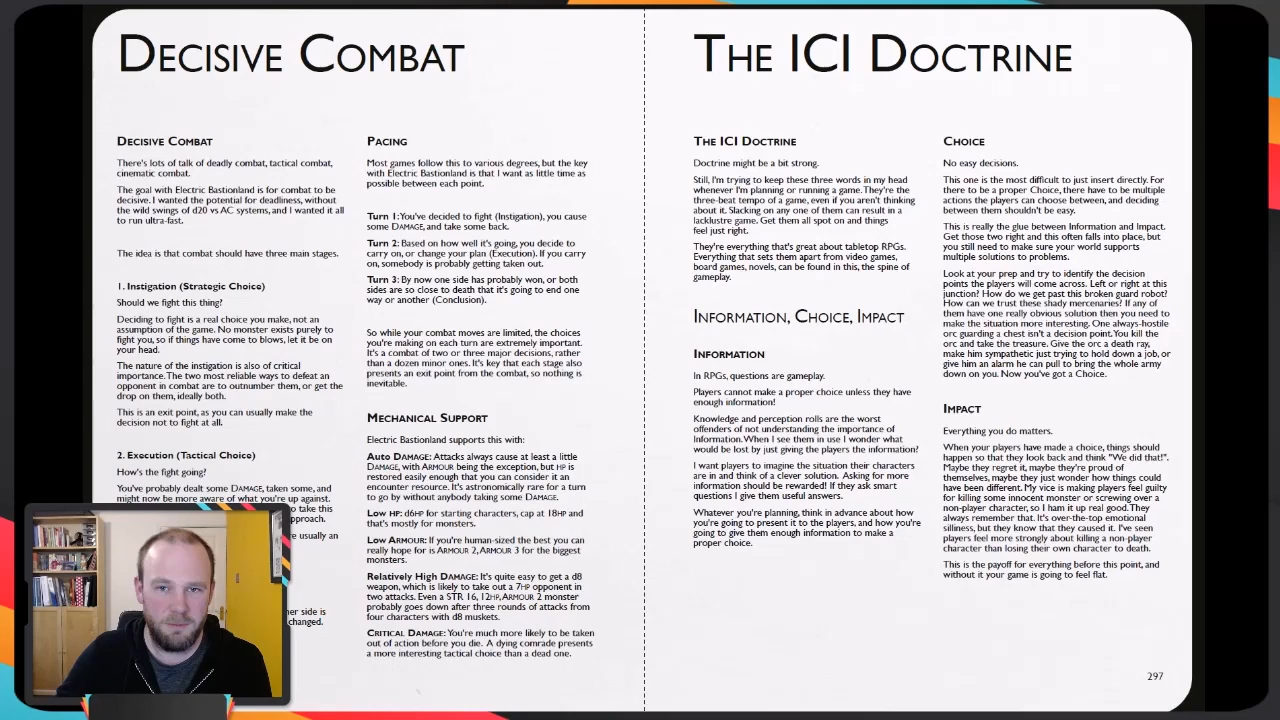 DECISIVE COMBAT
DECISIVE COMBAT
There's lots of talk of deadly combat, tactical combat,
cinematic combat.
The goal with Electric Bastionland is for combat to be
decisive. I wanted the potential for deadliness, without
the wild swings of d20 vs AC systems, and I wanted it all
to run ultra-fast.
The idea is that combat should have three main stages.
1. Instigation (Strategic Choice)
Should we fight this thing?
Deciding to fight is a real choice you make, not an
assumption of the game. No monster exists purely to
fight you, so if things have come to blows, let it be on
your head.
The nature of the instigation is also of critical
importance. The two most reliable ways to defeat an
opponent in combat are to outnumber them, or get the
drop on them, ideally both.
This is an exit point, as you can usually make the
decision not to fight at all.
2. Execution (Tactical Choice)
How's the fight going?
You've probably dealt some DAMAGE, taken some, and
might now be more aware of what you're up against.
to take this
approach.
usually an
side is
changed.
PACING
Most games follow this to various degrees, but the key
with Electric Bastionland is that I want as little time as
possible between each point.
Turn 1: You've decided to fight (Instigation), you cause
some DAMAGE, and take some back.
Turn 2: Based on how well it's going, you decide to
carry on, or change your plan (Execution). If you carry
on, somebody is probably getting taken out.
Turn 3: By now one side has probably won, or both
sides are so close to death that it's going to end one
way or another (Conclusion).
So while your combat moves are limited, the choices
you're making on each turn are extremely important.
It's a combat of two or three major decisions, rather
than a dozen minor ones. It's key that each stage also
presents an exit point from the combat, so nothing is
inevitable.
MECHANICAL SUPPORT
Electric Bastionland supports this with:
AUTO DAMAGE: Attacks always cause at least a little
DAMAGE, with ARMOUR being the exception, but HP is
restored easily enough that you can consider it an
encounter resource. It's astronomically rare for a turn
to go by without anybody taking some DAMAGE.
Low HP: d6HP for starting characters, cap at 18HP and
that's mostly for monsters.
Low ARMOUR: If you're human-sized the best you can
really hope for is ARMOUR 2, ARMOUR 3 for the biggest
monsters.
Relatively High DAMAGE: It's quite easy to get a d8
weapon, which is likely to take out a 7HP opponent in
two attacks. Even a STR 16, 12HP, ARMOUR 2 monster
probably goes down after three rounds of attacks from
four characters with d8 muskets.
CRITICAL DAMAGE: You're much more likely to be taken
out of action before you die. A dying comrade presents
a more interesting tactical choice than a dead one.
THE ICI DOCTRINE
THE ICI DOCTRINE
Doctrine might be a bit strong.
Still, I'm trying to keep these three words in my head
whenever I'm planning or running a game. They're the
three-beat tempo of a game, even if you aren't thinking
about it. Slacking on any one of them can result in a
lacklustre game. Get them all spot on and things
feel just right.
They're everything that's great about tabletop RPGs.
Everything that sets them apart from video games,
board games, novels, can be found in this, the spine of
gameplay.
INFORMATION, CHOICE, IMPACT
INFORMATION
In RPGs, questions are gameplay.
Players cannot make a proper choice unless they have
enough information!
Knowledge and perception rolls are the worst
offenders of not understanding the importance of
Information. When I see them in use I wonder what
would be lost by just giving the players the information?
I want players to imagine the situation their characters
are in and think of a clever solution. Asking for more
information should be rewarded! If they ask smart
questions I give them useful answers.
Whatever you're planning, think in advance about how
you're going to present it to the players, and how you're
going to give them enough information to make a
proper choice.
CHOICE
No easy decisions.
This one is the most difficult to just insert directly. For
there to be a proper Choice, there have to be multiple
actions the players can choose between, and deciding
between them shouldn't be easy.
This is really the glue between Information and Impact.
Get those two right and this often falls into place, but
you still need to make sure your world supports
multiple solutions to problems.
Look at your prep and try to identify the decision
points the players will come across. Left or right at this
junction? How do we get past this broken guard robot?
How can we trust these shady mercenaries? If any of
them have one really obvious solution then you need to
make the situation more interesting. One always-hostile
orc guarding a chest isn't a decision point. You kill the
orc and take the treasure. Give the orc a death ray,
make him sympathetic just trying to hold down a job, or
give him an alarm he can pull to bring the whole army
down on you. Now you've got a Choice.
IMPACT
Everything you do matters.
When your players have made a choice, things should
happen so that they look back and think "We did that!".
Maybe they regret it, maybe they're proud of
themselves, maybe they just wonder how things could
have been different. My vice is making players feel guilty
for killing some innocent monster or screwing over a
non-player character, so I ham it up real good. They
always remember that. It's over-the-top emotional
silliness, but they know that they caused it. I've seen
players feel more strongly about killing a non-player
character than losing their own character to death.
This is the payoff for everything before this point, and
without it your game is going to feel flat.
297